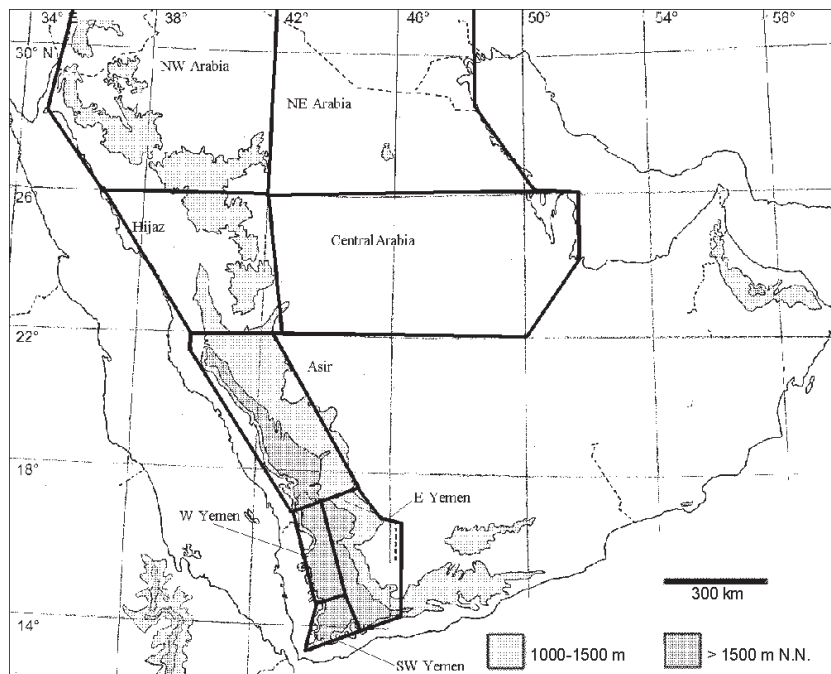 34° 38° 42 46° 50° 54° 58°
30° N
NW Arabia
NE Arabia
26°
Hijaz
Central Arabia
22°
Asir
18°
W Yemen
E Yemen
300 km
14°
1000-1500 m
> 1500 m N.N.
SW Yemen